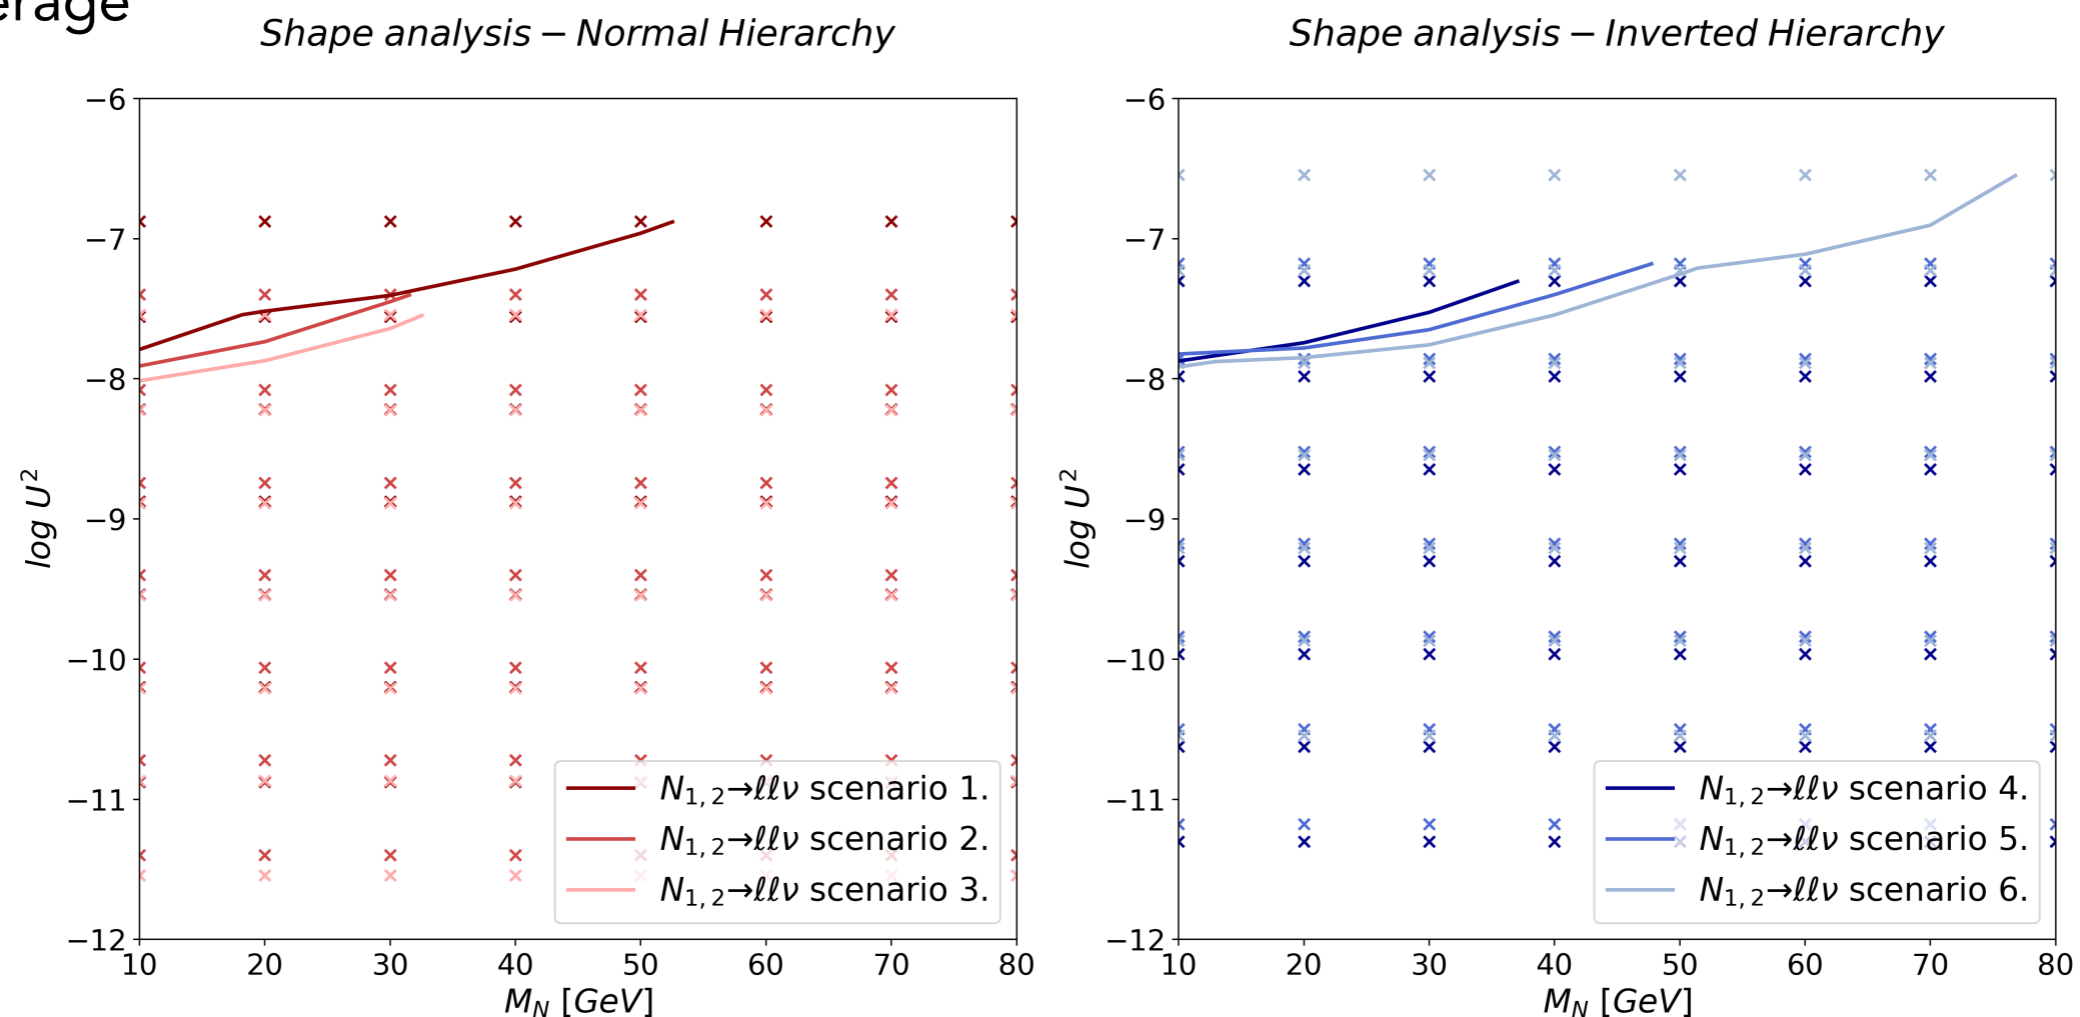 erage
Shape analysis – Normal Hierarchy
−6
−7
−8
−9
−10
−11
−12
log U²
N₁,₂→ℓℓν scenario 1.
N₁,₂→ℓℓν scenario 2.
N₁,₂→ℓℓν scenario 3.
10 20 30 40 50 60 70 80
M_N [GeV]
Shape analysis – Inverted Hierarchy
−6
−7
−8
−9
−10
−11
−12
log U²
N₁,₂→ℓℓν scenario 4.
N₁,₂→ℓℓν scenario 5.
N₁,₂→ℓℓν scenario 6.
10 20 30 40 50 60 70 80
M_N [GeV]